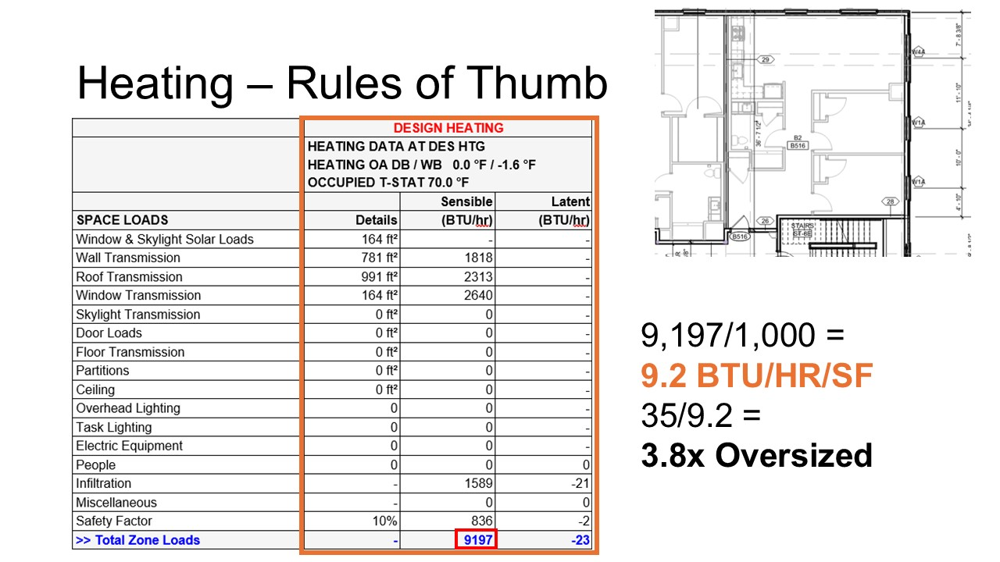 Heating – Rules of Thumb
DESIGN HEATING
HEATING DATA AT DES HTG
HEATING OA DB / WB 0.0 °F / -1.6 °F
OCCUPIED T-STAT 70.0 °F
Sensible Latent
SPACE LOADS Details (BTU/hr) (BTU/hr)
Window & Skylight Solar Loads 164 ft² - -
Wall Transmission 781 ft² 1818 -
Roof Transmission 991 ft² 2313 -
Window Transmission 164 ft² 2640 -
Skylight Transmission 0 ft² 0 -
Door Loads 0 ft² 0 -
Floor Transmission 0 ft² 0 -
Partitions 0 ft² 0 -
Ceiling 0 ft² 0 -
Overhead Lighting 0 0 -
Task Lighting 0 0 -
Electric Equipment 0 0 -
People 0 0 0
Infiltration - 1589 -21
Miscellaneous - 0 0
Safety Factor 10% 836 -2
>> Total Zone Loads - 9197 -23
7' - 8 3/8"
W4A
29
11' - 10"
W1A
36' - 7 1/2"
B2
B516
10' - 0"
W1A
28
4' - 10"
26
STAIRS
ST-6E
B516
9,197/1,000 =
9.2 BTU/HR/SF
35/9.2 =
3.8x Oversized